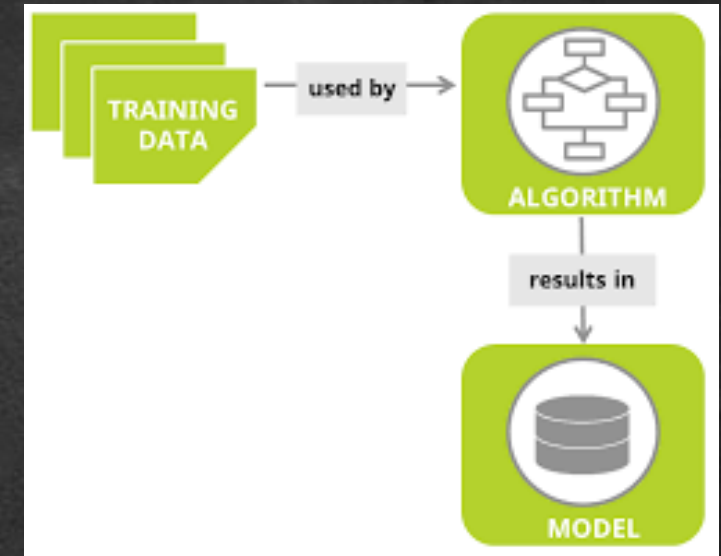 TRAINING
DATA
used by
ALGORITHM
results in
MODEL